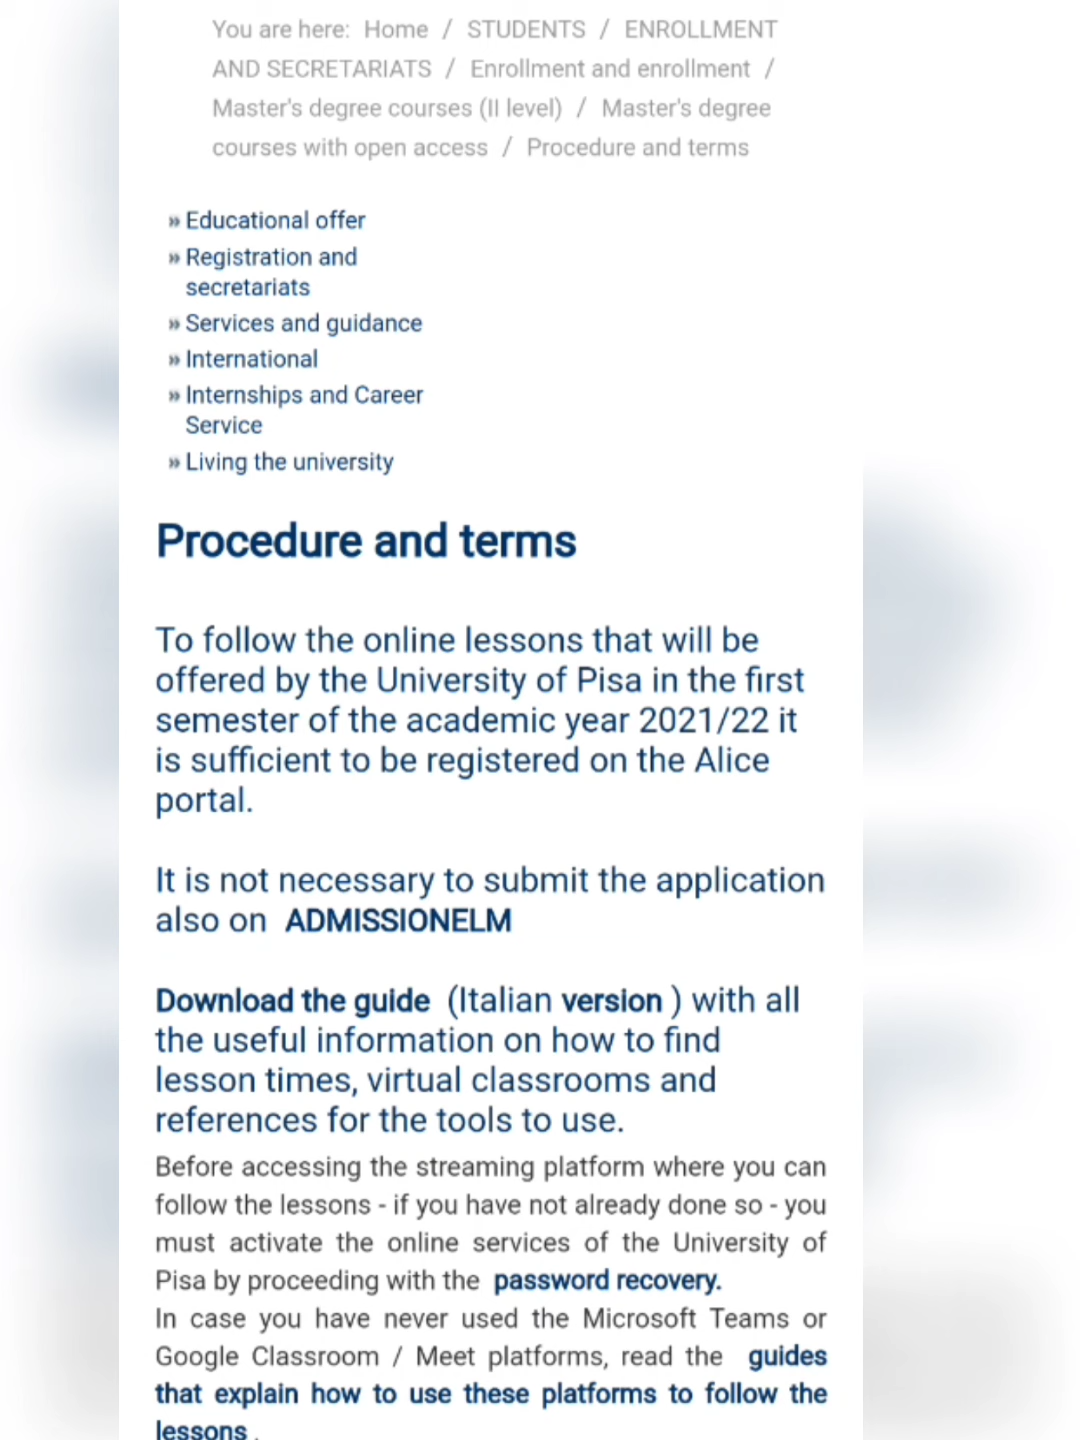 You are here: Home / STUDENTS / ENROLLMENT
AND SECRETARIATS / Enrollment and enrollment /
Master's degree courses (II level) / Master's degree
courses with open access / Procedure and terms
» Educational offer
» Registration and
secretariats
» Services and guidance
» International
» Internships and Career
Service
» Living the university
Procedure and terms
To follow the online lessons that will be
offered by the University of Pisa in the first
semester of the academic year 2021/22 it
is sufficient to be registered on the Alice
portal.
It is not necessary to submit the application
also on ADMISSIONELM
Download the guide (Italian version ) with all
the useful information on how to find
lesson times, virtual classrooms and
references for the tools to use.
Before accessing the streaming platform where you can
follow the lessons - if you have not already done so - you
must activate the online services of the University of
Pisa by proceeding with the password recovery.
In case you have never used the Microsoft Teams or
Google Classroom / Meet platforms, read the guides
that explain how to use these platforms to follow the
lessons .